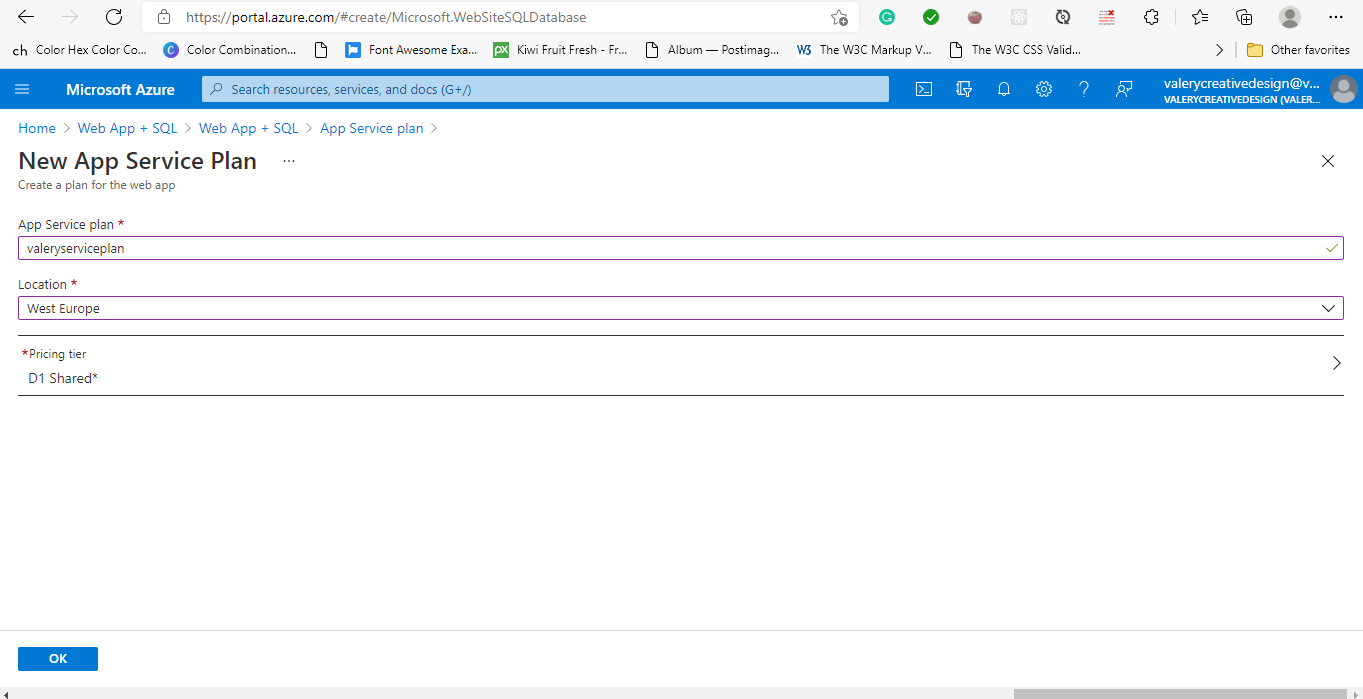 https://portal.azure.com/#create/Microsoft.WebSiteSQLDatabase
ch Color Hex Color Co... Color Combination... Font Awesome Exa... Kiwi Fruit Fresh - Fr... Album — Postimag... The W3C Markup V... The W3C CSS Valid... Other favorites
Microsoft Azure Search resources, services, and docs (G+/) valerycreativedesign@v...
VALERYCREATIVEDESIGN (VALER...
Home > Web App + SQL > Web App + SQL > App Service plan >
New App Service Plan ...
Create a plan for the web app
App Service plan *
valeryserviceplan
Location *
West Europe
*Pricing tier
D1 Shared*
OK